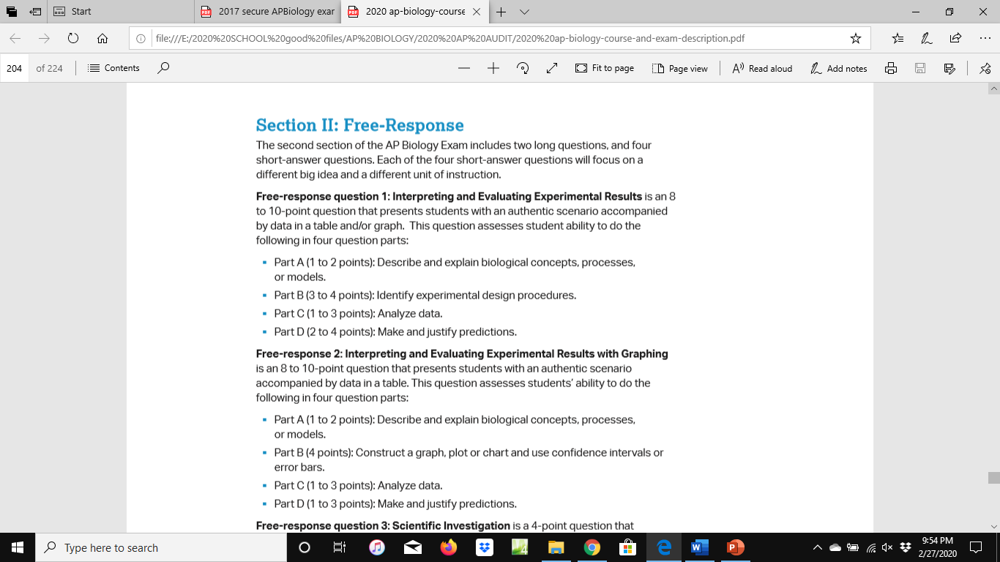 Start
2017 secure APBiology exar
2020 ap-biology-course
file:///E:/2020%20SCHOOL%20good%20files/AP%20BIOLOGY/2020%20AP%20AUDIT/2020%20ap-biology-course-and-exam-description.pdf
204 of 224 Contents Fit to page Page view Read aloud Add notes
Section II: Free-Response
The second section of the AP Biology Exam includes two long questions, and four
short-answer questions. Each of the four short-answer questions will focus on a
different big idea and a different unit of instruction.
Free-response question 1: Interpreting and Evaluating Experimental Results is an 8
to 10-point question that presents students with an authentic scenario accompanied
by data in a table and/or graph. This question assesses student ability to do the
following in four question parts:
▪ Part A (1 to 2 points): Describe and explain biological concepts, processes,
or models.
▪ Part B (3 to 4 points): Identify experimental design procedures.
▪ Part C (1 to 3 points): Analyze data.
▪ Part D (2 to 4 points): Make and justify predictions.
Free-response 2: Interpreting and Evaluating Experimental Results with Graphing
is an 8 to 10-point question that presents students with an authentic scenario
accompanied by data in a table. This question assesses students' ability to do the
following in four question parts:
▪ Part A (1 to 2 points): Describe and explain biological concepts, processes,
or models.
▪ Part B (4 points): Construct a graph, plot or chart and use confidence intervals or
error bars.
▪ Part C (1 to 3 points): Analyze data.
▪ Part D (1 to 3 points): Make and justify predictions.
Free-response question 3: Scientific Investigation is a 4-point question that
Type here to search
9:54 PM
2/27/2020